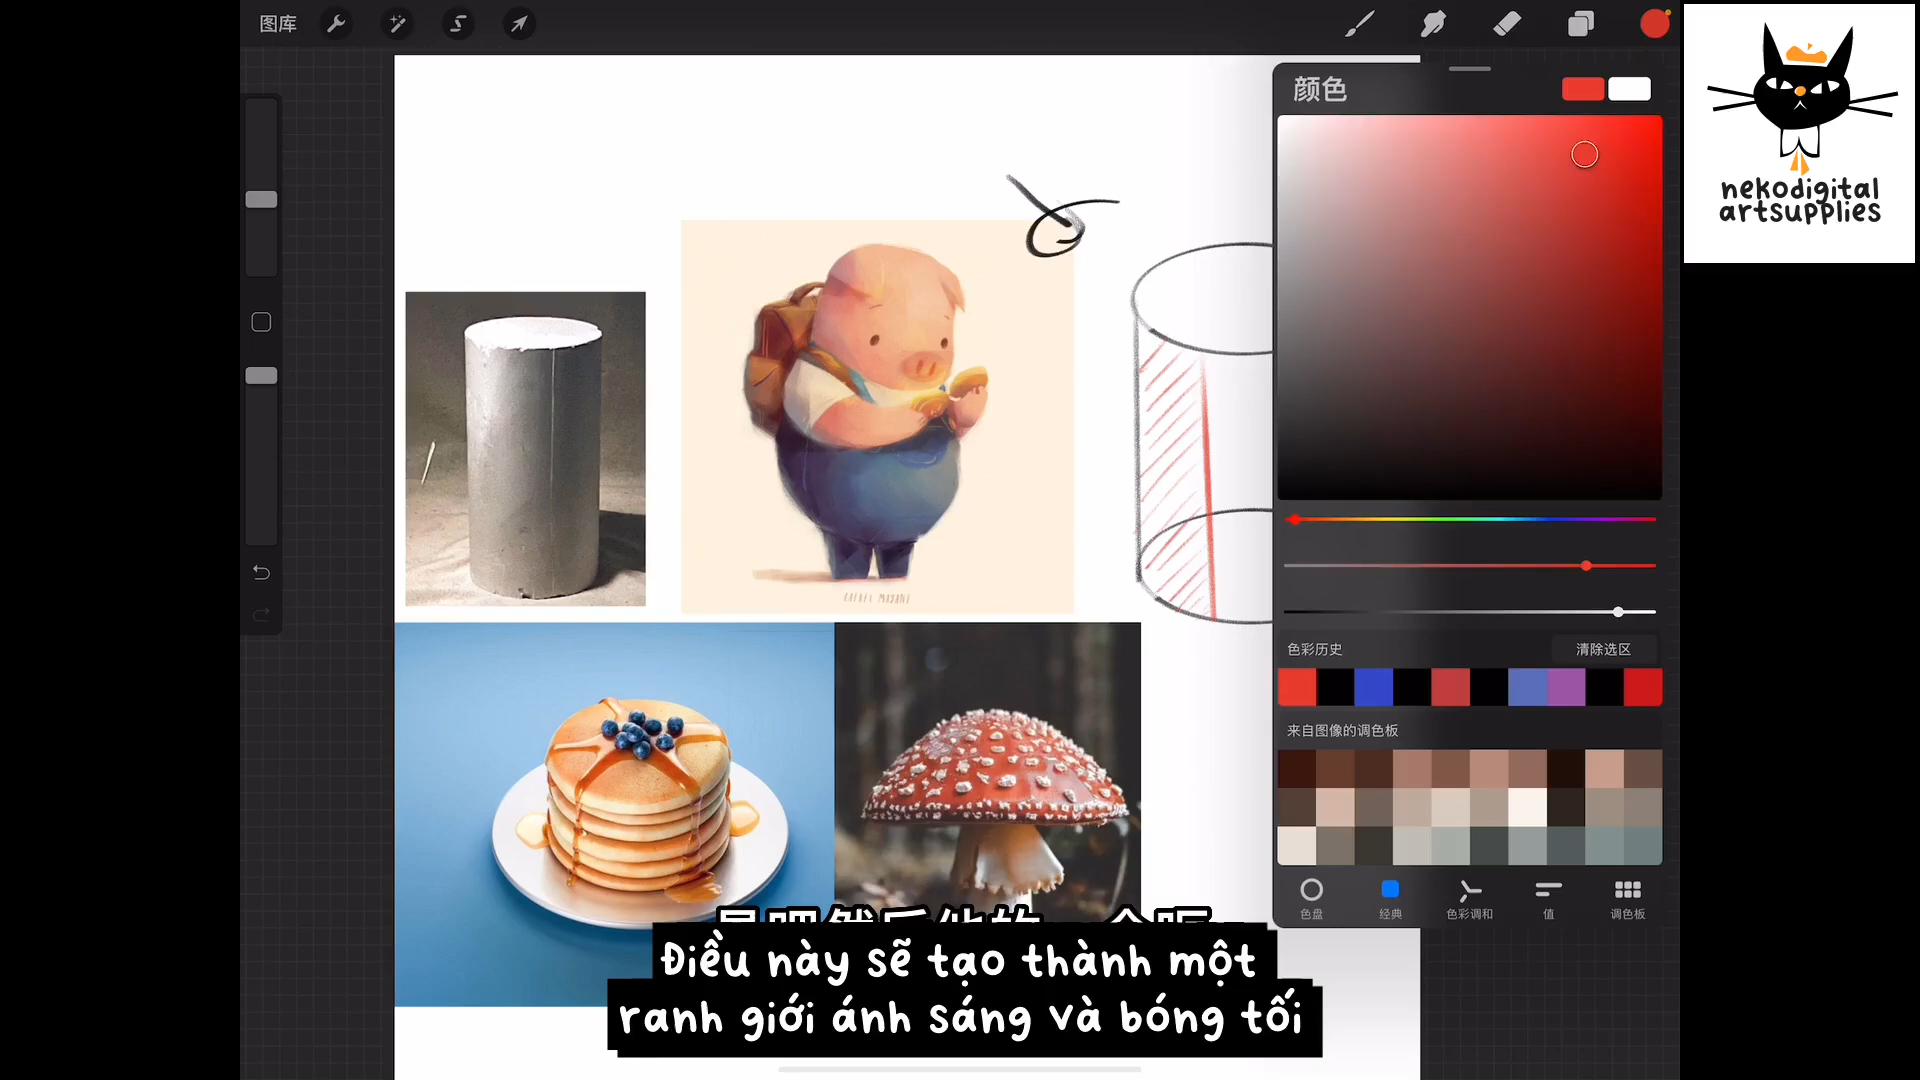 图库
颜色
nekodigital
artsupplies
RAFAEL MAYANI
色彩历史
清除选区
来自图像的调色板
色盘
经典
色彩调和
值
调色板
Điều này sẽ tạo thành một
ranh giới ánh sáng và bóng tối